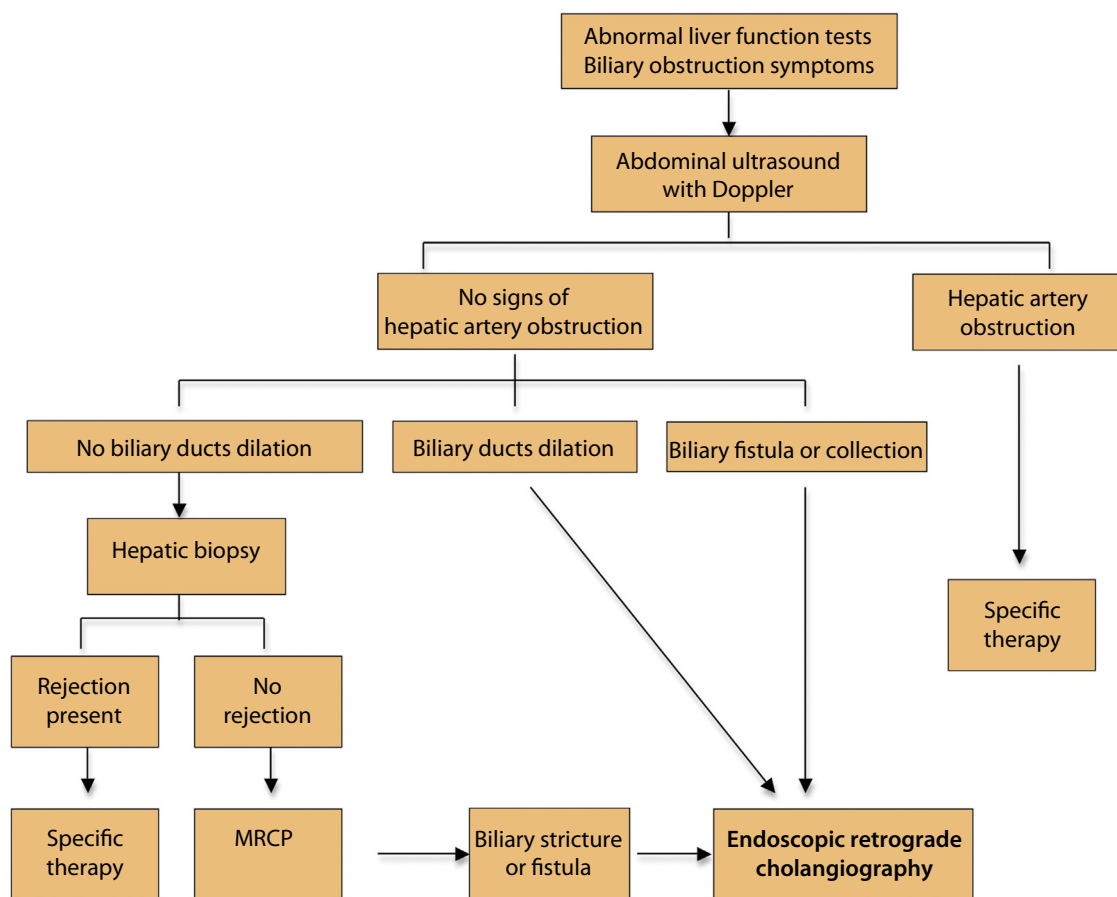 Abnormal liver function tests
Biliary obstruction symptoms
Abdominal ultrasound
with Doppler
No signs of
hepatic artery obstruction
Hepatic artery
obstruction
No biliary ducts dilation
Biliary ducts dilation
Biliary fistula or collection
Hepatic biopsy
Specific
therapy
Rejection
present
No
rejection
Specific
therapy
MRCP
Biliary stricture
or fistula
Endoscopic retrograde
cholangiography